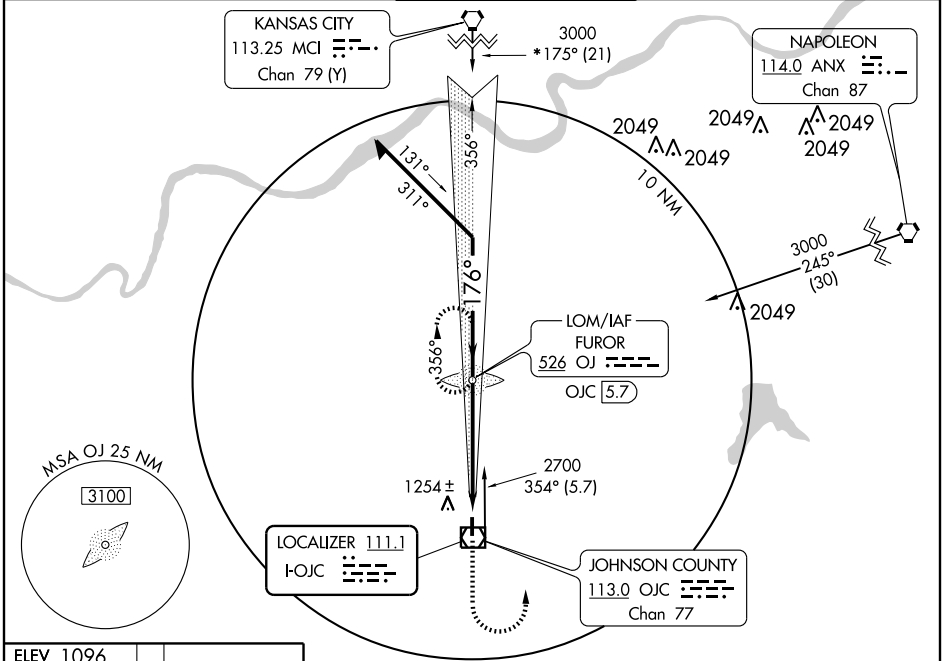 KANSAS CITY
113.25 MCI
Chan 79 (Y)
3000
*175° (21)
NAPOLEON
114.0 ANX
Chan 87
2049
2049
2049
2049
2049
10 NM
356°
131°
311°
3000
245°
(30)
2049
176°
LOM/IAF
FUROR
526 OJ
OJC 5.7
356°
MSA OJ 25 NM
3100
1254 ±
2700
354° (5.7)
LOCALIZER 111.1
I-OJC
JOHNSON COUNTY
113.0 OJC
Chan 77
ELEV 1096